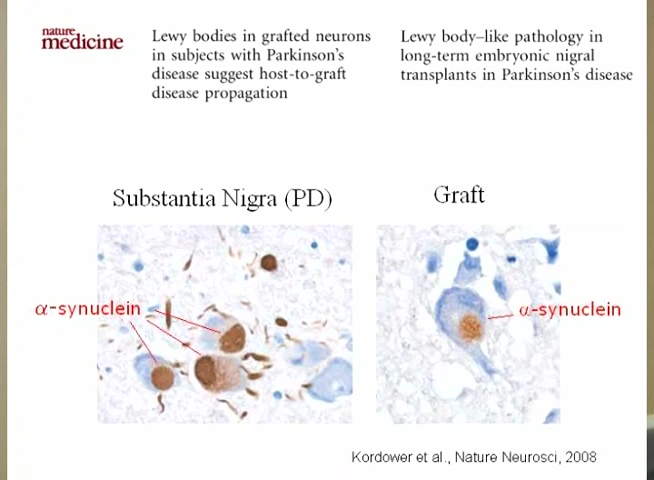 nature
medicine
Lewy bodies in grafted neurons
in subjects with Parkinson's
disease suggest host-to-graft
disease propagation
Lewy body–like pathology in
long-term embryonic nigral
transplants in Parkinson's disease
Substantia Nigra (PD)
Graft
α-synuclein
α-synuclein
Kordower et al., Nature Neurosci, 2008